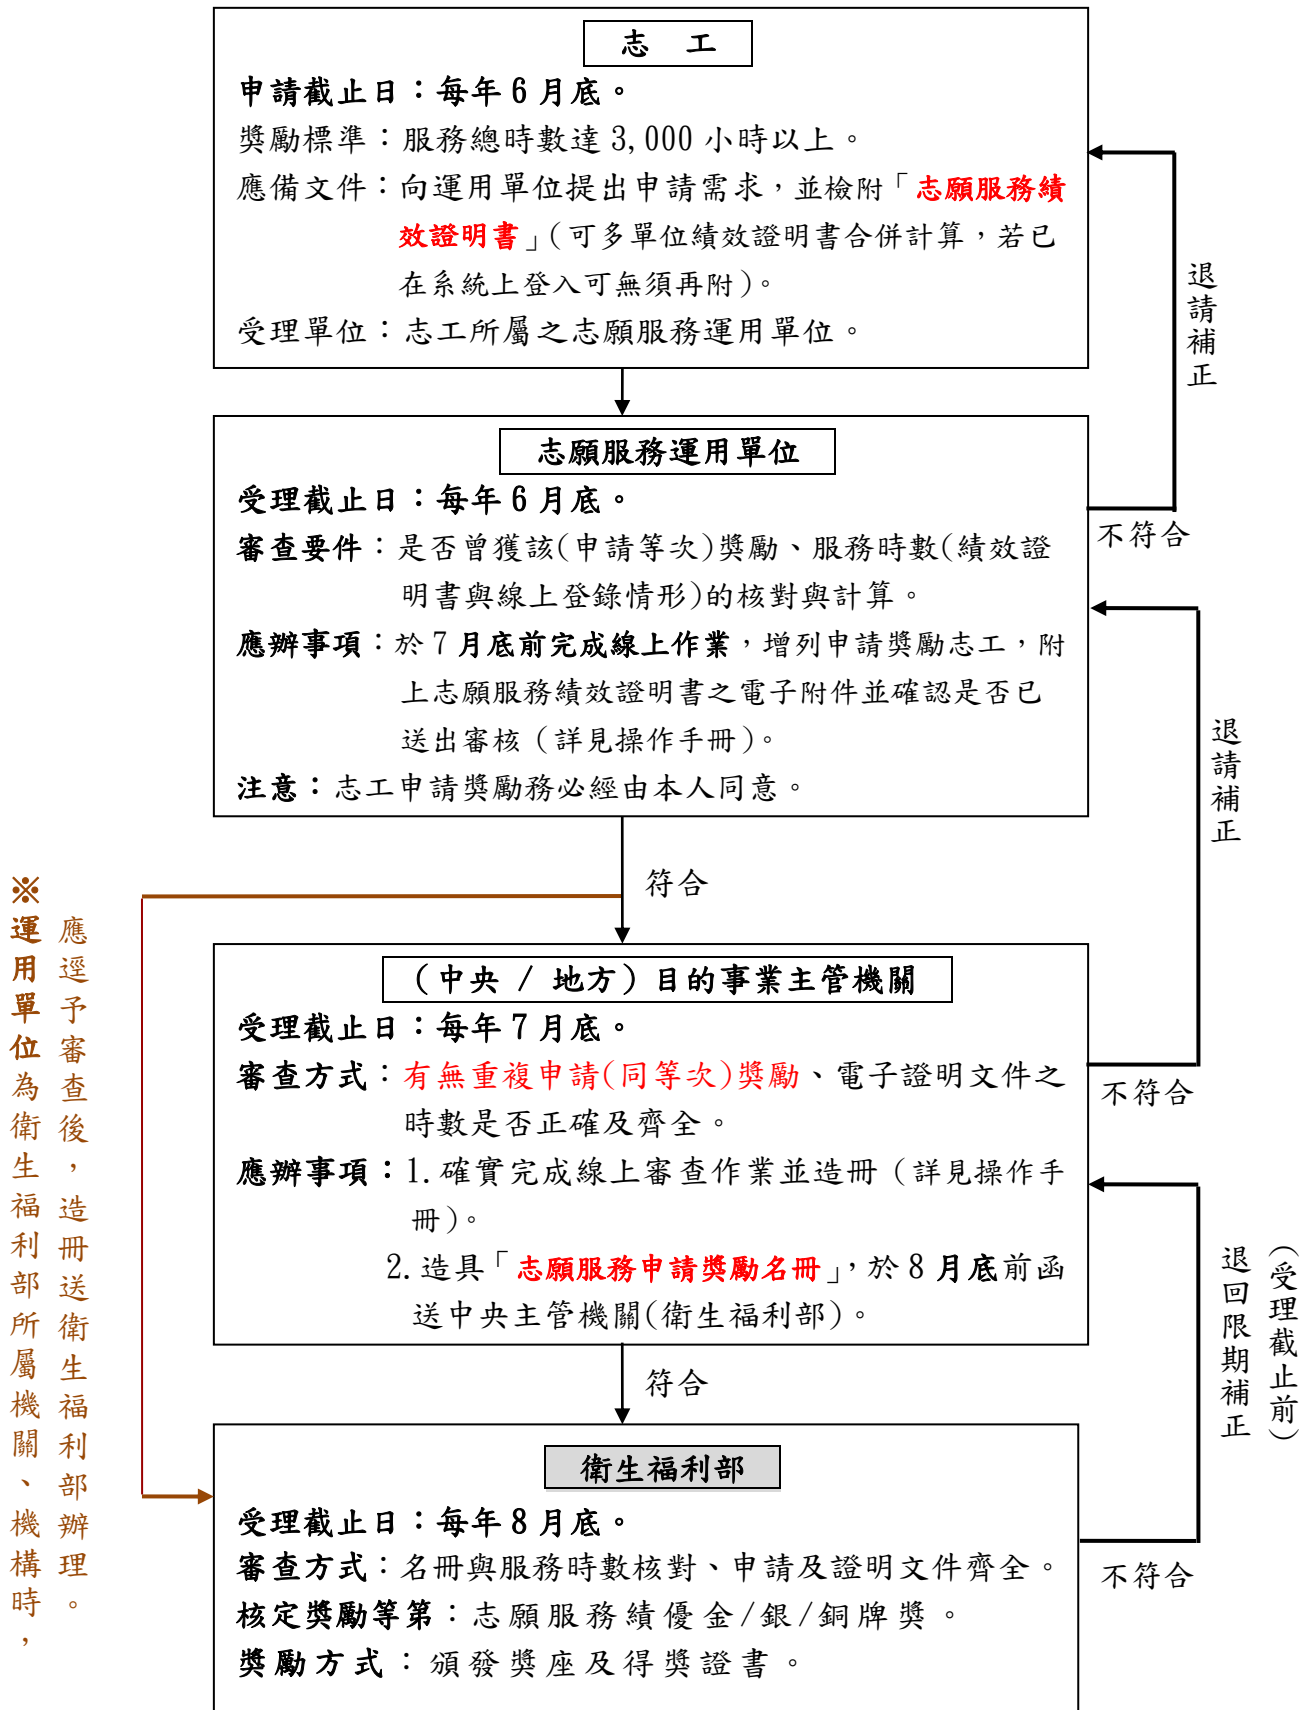 志 工
申請截止日：每年6月底。
獎勵標準：服務總時數達3,000小時以上。
應備文件：向運用單位提出申請需求，並檢附「志願服務績
效證明書」(可多單位績效證明書合併計算，若已
在系統上登入可無須再附)。
受理單位：志工所屬之志願服務運用單位。
退請補正
志願服務運用單位
受理截止日：每年6月底。
不符合
審查要件：是否曾獲該(申請等次)獎勵、服務時數(績效證
明書與線上登錄情形)的核對與計算。
應辦事項：於7月底前完成線上作業，增列申請獎勵志工，附
上志願服務績效證明書之電子附件並確認是否已
送出審核（詳見操作手冊)。
注意：志工申請獎勵務必經由本人同意。
退請補正
符合
※運用單位為衛生福利部所屬機關、機構時，
應逕予審查後，造冊送衛生福利部辦理。
（中央 / 地方）目的事業主管機關
受理截止日：每年7月底。
審查方式：有無重複申請(同等次)獎勵、電子證明文件之
時數是否正確及齊全。
不符合
應辦事項：1.確實完成線上審查作業並造冊（詳見操作手
冊)。
2.造具「志願服務申請獎勵名冊」，於8月底前函
送中央主管機關(衛生福利部)。
(受理截止前)
退回限期補正
符合
衛生福利部
受理截止日：每年8月底。
審查方式：名冊與服務時數核對、申請及證明文件齊全。
不符合
核定獎勵等第：志願服務績優金/銀/銅牌獎。
獎勵方式：頒發獎座及得獎證書。